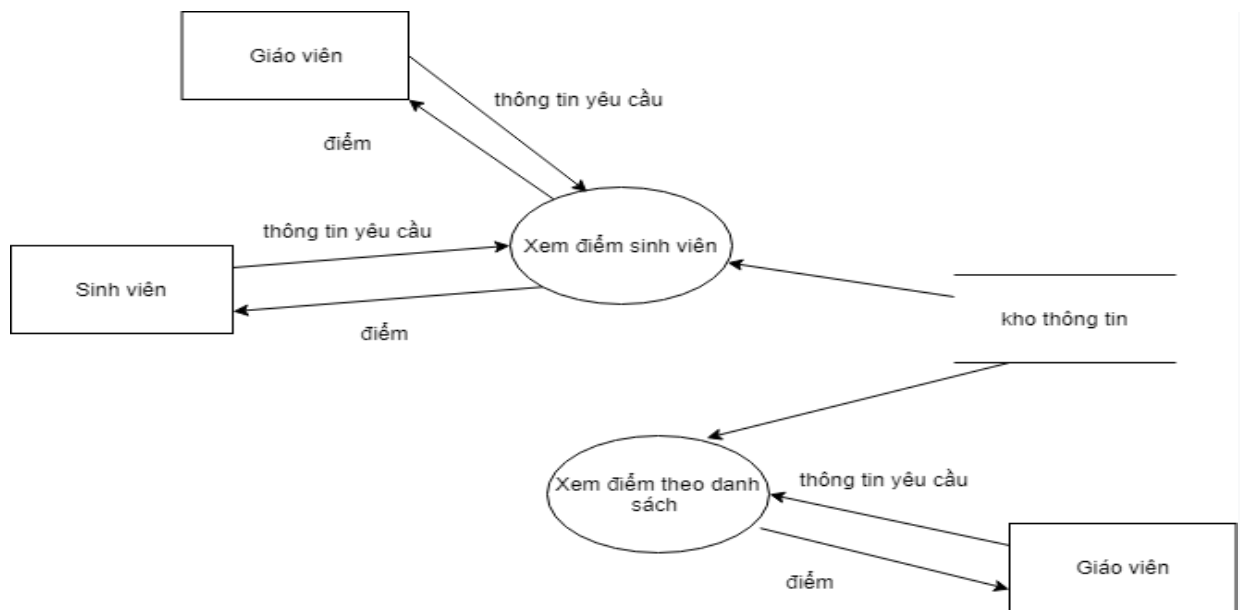 Giáo viên
thông tin yêu cầu
điểm
thông tin yêu cầu
Xem điểm sinh viên
Sinh viên
điểm
kho thông tin
Xem điểm theo danh
sách
thông tin yêu cầu
điểm
Giáo viên